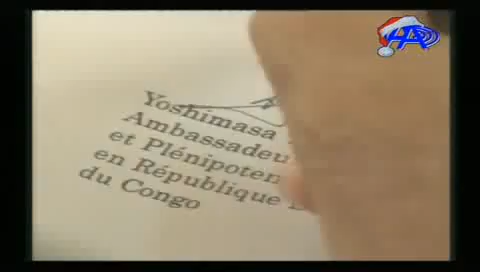 Yoshimasa
Ambassadeu
et Plénipoten
en République
du Congo